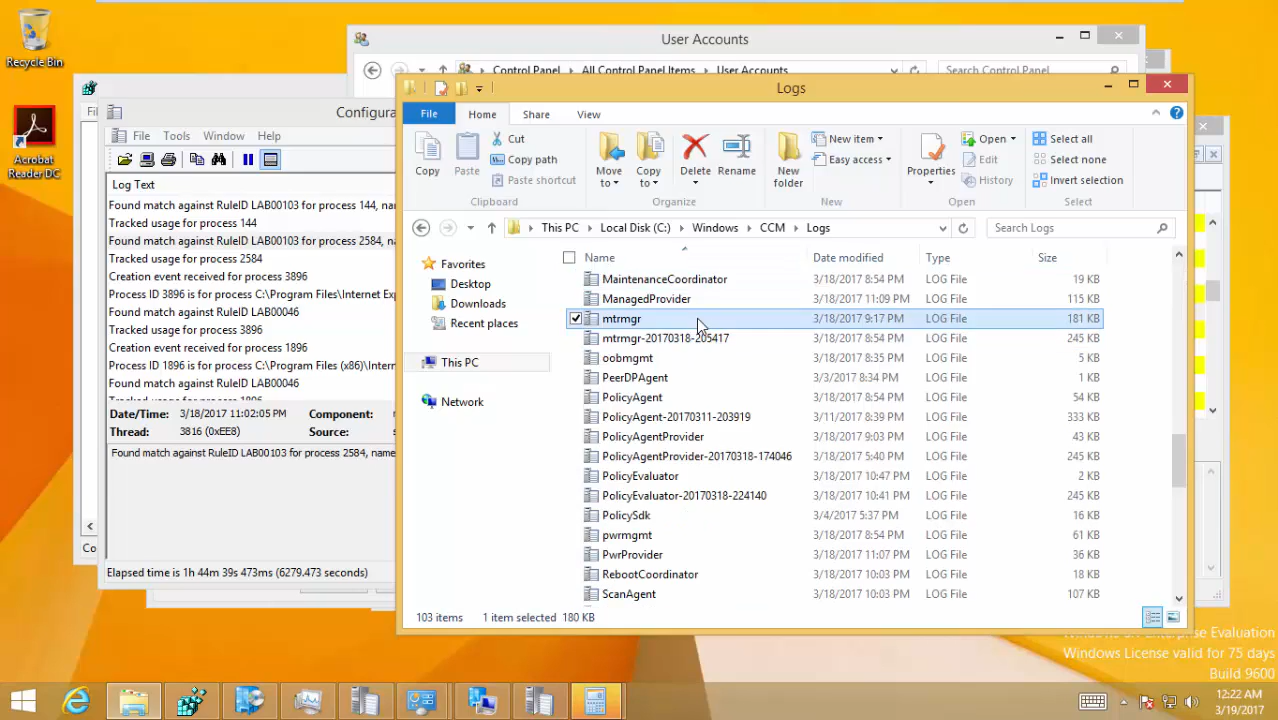 Recycle Bin
Acrobat
Reader DC
User Accounts
Control Panel
All Control Panel Items
User Accounts
Search Control Panel
Logs
File
Home
Share
View
Copy
Paste
Cut
Copy path
Paste shortcut
Clipboard
Move
to
Copy
to
Delete
Rename
Organize
New
folder
New item
Easy access
New
Properties
Open
Edit
History
Open
Select all
Select none
Invert selection
Select
This PC
Local Disk (C:)
Windows
CCM
Logs
Search Logs
Favorites
Desktop
Downloads
Recent places
This PC
Network
Name Date modified Type Size
MaintenanceCoordinator 3/18/2017 8:54 PM LOG File 19 KB
ManagedProvider 3/18/2017 11:09 PM LOG File 115 KB
mtrmgr 3/18/2017 9:17 PM LOG File 181 KB
mtrmgr-20170318-205417 3/18/2017 8:54 PM LOG File 245 KB
oobmgmt 3/18/2017 8:35 PM LOG File 5 KB
PeerDPAgent 3/3/2017 8:34 PM LOG File 1 KB
PolicyAgent 3/18/2017 8:54 PM LOG File 54 KB
PolicyAgent-20170311-203919 3/11/2017 8:39 PM LOG File 333 KB
PolicyAgentProvider 3/18/2017 9:03 PM LOG File 43 KB
PolicyAgentProvider-20170318-174046 3/18/2017 5:40 PM LOG File 245 KB
PolicyEvaluator 3/18/2017 10:47 PM LOG File 2 KB
PolicyEvaluator-20170318-224140 3/18/2017 10:41 PM LOG File 245 KB
PolicySdk 3/4/2017 5:37 PM LOG File 16 KB
pwrmgmt 3/18/2017 8:54 PM LOG File 61 KB
PwrProvider 3/18/2017 11:07 PM LOG File 36 KB
RebootCoordinator 3/18/2017 10:03 PM LOG File 18 KB
ScanAgent 3/18/2017 10:03 PM LOG File 107 KB
103 items 1 item selected 180 KB
Configura
File Tools Window Help
Log Text
Found match against RuleID LAB00103 for process 144, na
Tracked usage for process 144
Found match against RuleID LAB00103 for process 2584, na
Tracked usage for process 2584
Creation event received for process 3896
Process ID 3896 is for process C:\Program Files\Internet Exp
Found match against RuleID LAB00046
Tracked usage for process 3896
Creation event received for process 1896
Process ID 1896 is for process C:\Program Files (x86)\Intern
Found match against RuleID LAB00046
Date/Time: 3/18/2017 11:02:05 PM Component:
Thread: 3816 (0xEE8) Source:
Found match against RuleID LAB00103 for process 2584, name
Elapsed time is 1h 44m 39s 473ms (6279.473 seconds)
Fi
Co
Enterprise Evaluation
Windows License valid for 75 days
Build 9600
12:22 AM
3/19/2017